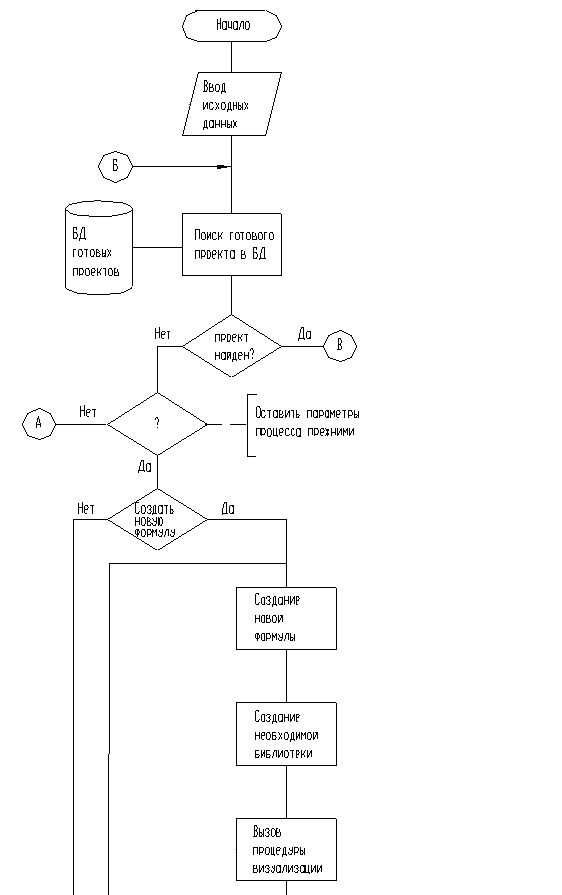 Начало
Ввод
исходных
данных
Б
БД
готовых
проектов
Поиск готового
проекта в БД
Нет
проект
найден?
Да
В
А
Нет
?
Оставить параметры
процесса прежними
Да
Нет
Создать
новую
формулу
Да
Создание
новой
формулы
Создание
необходимой
библиотеки
Вызов
процедуры
визуализации